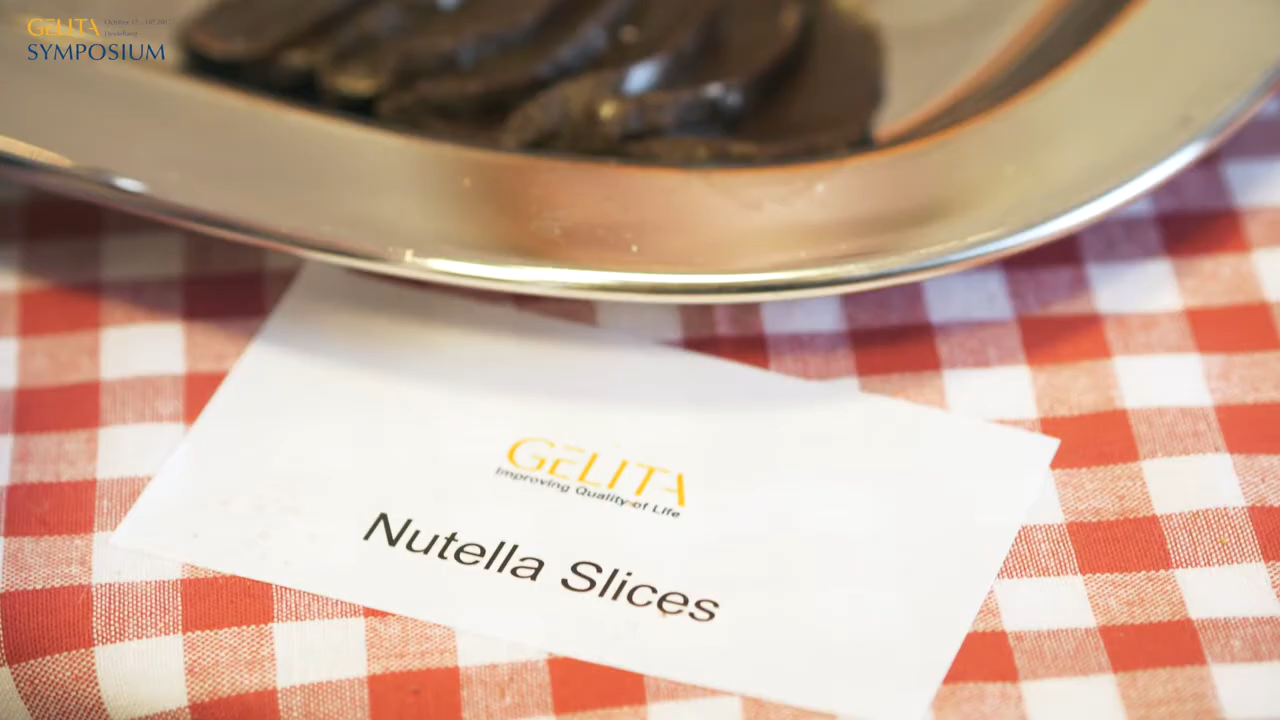 GELITA
SYMPOSIUM
GELITA
Improving Quality of Life
Nutella Slices